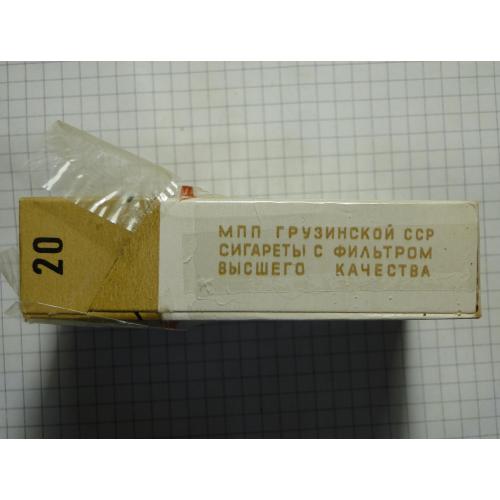 20
МПП ГРУЗИНСКОЙ ССР
СИГАРЕТЫ С ФИЛЬТРОМ
ВЫСШЕГО КАЧЕСТВА